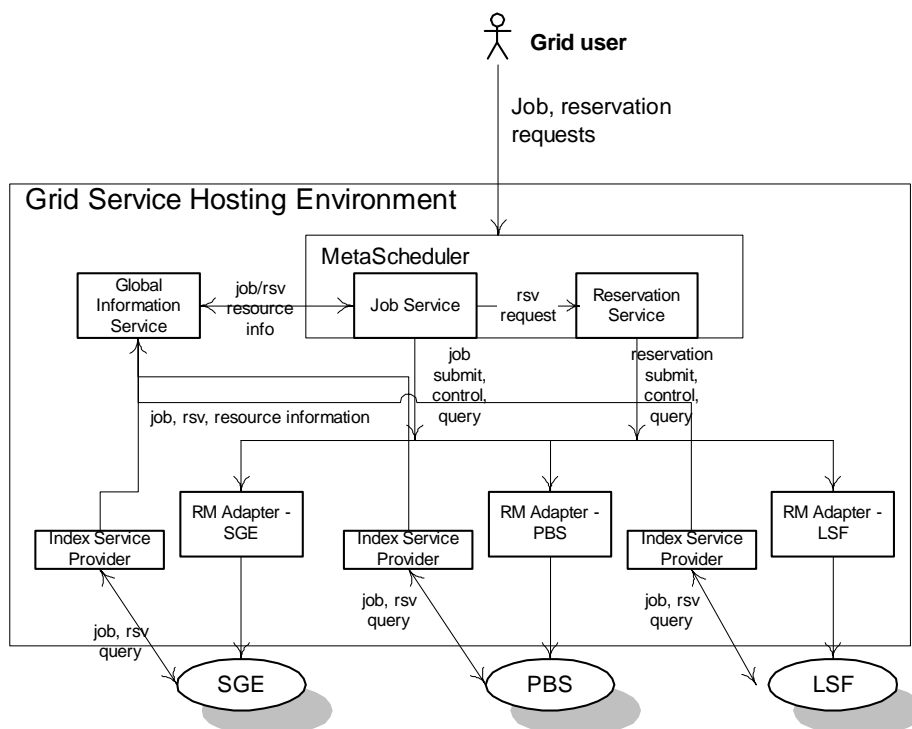 Grid user
Job, reservation
requests
Grid Service Hosting Environment
MetaScheduler
Global
Information
Service
job/rsv
resource
info
Job Service
rsv
request
Reservation
Service
job
submit,
control,
query
reservation
submit,
control,
query
job, rsv, resource information
Index Service
Provider
RM Adapter -
SGE
Index Service
Provider
RM Adapter -
PBS
Index Service
Provider
RM Adapter -
LSF
job, rsv
query
job, rsv
query
job, rsv
query
SGE
PBS
LSF